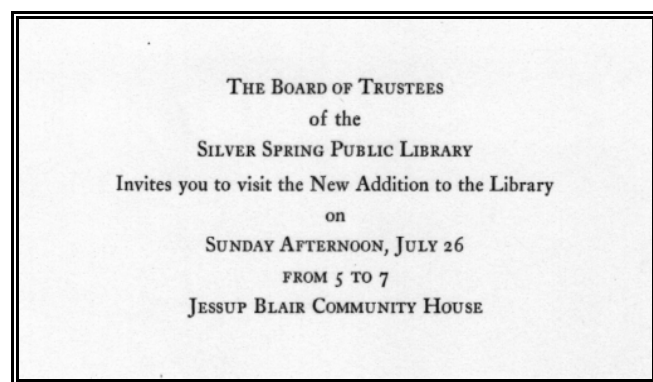 The Board of Trustees
of the
Silver Spring Public Library
Invites you to visit the New Addition to the Library
on
Sunday Afternoon, July 26
from 5 to 7
Jessup Blair Community House